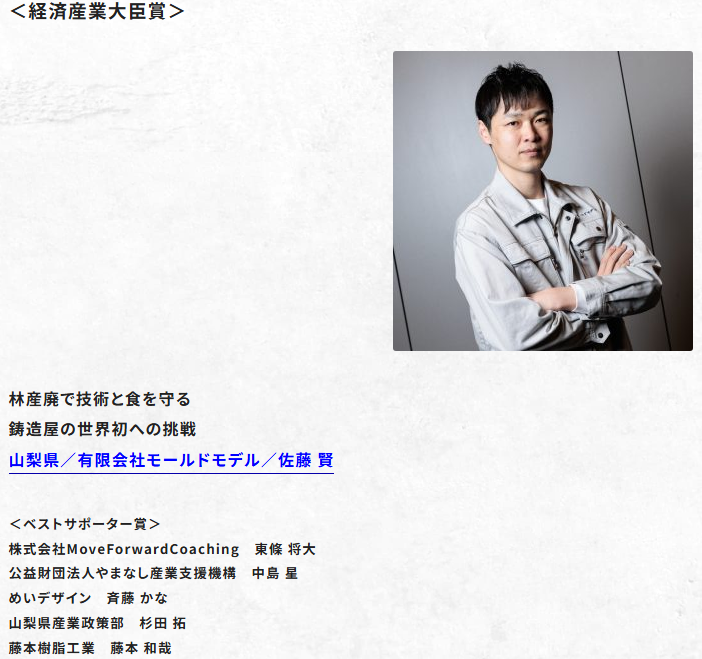 ＜経済産業大臣賞＞
林産廃で技術と食を守る
鋳造屋の世界初への挑戦
山梨県／有限会社モールドモデル／佐藤 賢
＜ベストサポーター賞＞
株式会社MoveForwardCoaching　東條 将大
公益財団法人やまなし産業支援機構　中島 星
めいデザイン　斉藤 かな
山梨県産業政策部　杉田 拓
藤本樹脂工業　藤本 和哉